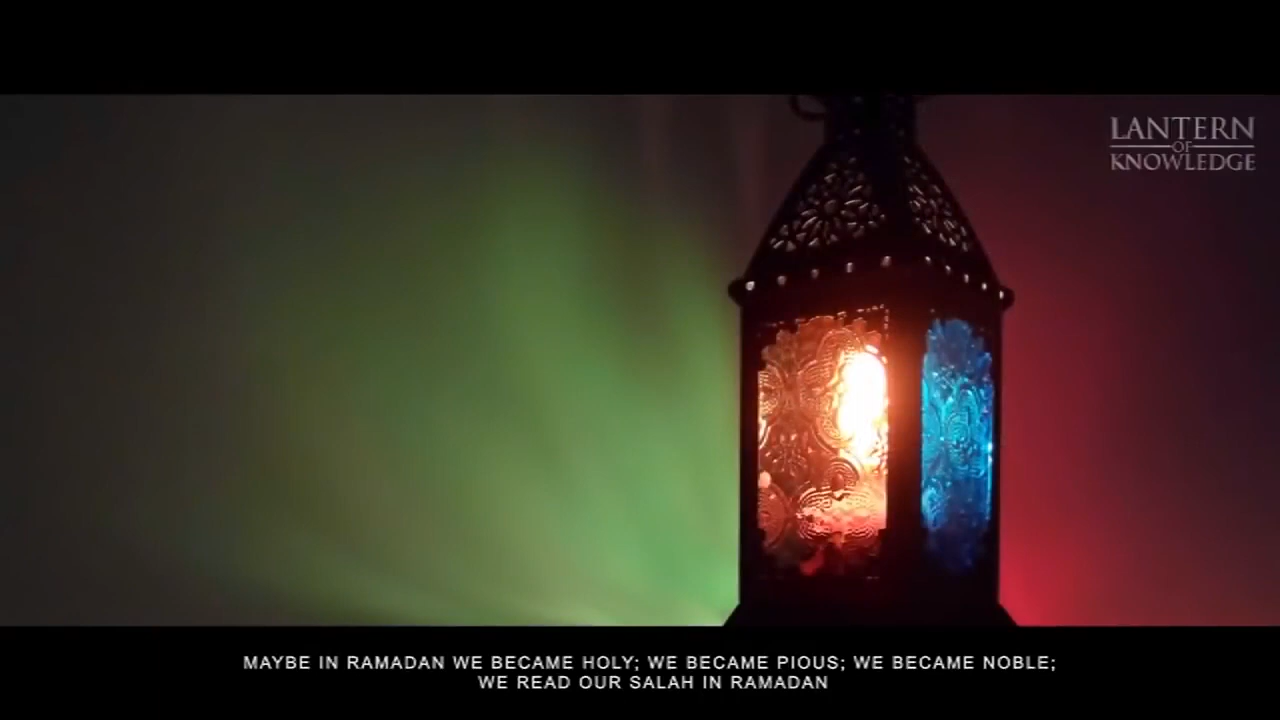 LANTERN
OF
KNOWLEDGE
MAYBE IN RAMADAN WE BECAME HOLY; WE BECAME PIOUS; WE BECAME NOBLE;
WE READ OUR SALAH IN RAMADAN